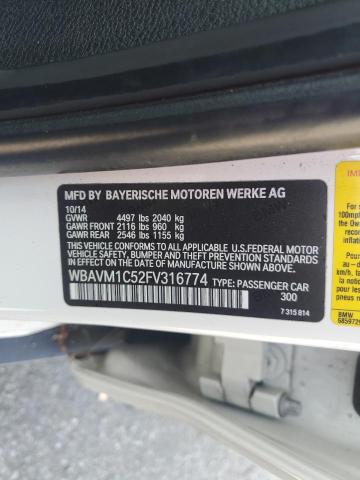 MFD BY BAYERISCHE MOTOREN WERKE AG
10/14
GVWR 4497 lbs 2040 kg
GAWR FRONT 2116 lbs 960 kg
GAWR REAR 2546 lbs 1155 kg
THIS VEHICLE CONFORMS TO ALL APPLICABLE U.S.FEDERAL MOTOR
VEHICLE SAFETY, BUMPER, AND THEFT PREVENTION STANDARDS IN
EFFECT ON THE DATE OF MANUFACTURE SHOWN ABOVE.
WBAVM1C52FV316774 TYPE: PASSENGER CAR
300
7 315 814
For s
100mph
BMW